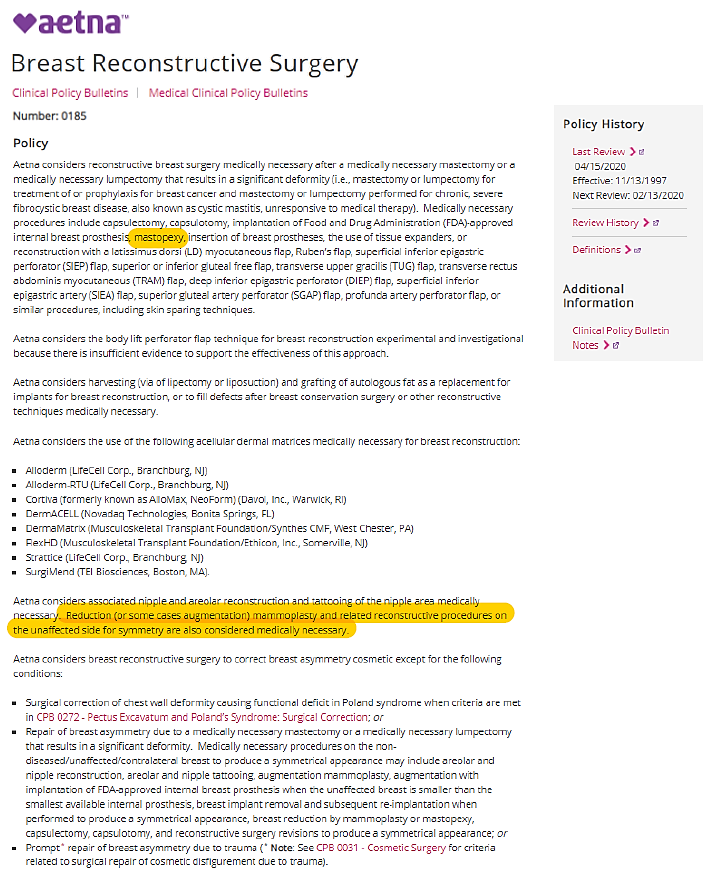 aetna™
Breast Reconstructive Surgery
Clinical Policy Bulletins | Medical Clinical Policy Bulletins
Number: 0185
Policy
Aetna considers reconstructive breast surgery medically necessary after a medically necessary mastectomy or a
medically necessary lumpectomy that results in a significant deformity (i.e., mastectomy or lumpectomy for
treatment of or prophylaxis for breast cancer and mastectomy or lumpectomy performed for chronic, severe
fibrocystic breast disease, also known as cystic mastitis, unresponsive to medical therapy). Medically necessary
procedures include capsulectomy, capsulotomy, implantation of Food and Drug Administration (FDA)-approved
internal breast prosthesis, mastopexy, insertion of breast prostheses, the use of tissue expanders, or
reconstruction with a latissimus dorsi (LD) myocutaneous flap, Ruben's flap, superficial inferior epigastric
perforator (SIEP) flap, superior or inferior gluteal free flap, transverse upper gracilis (TUG) flap, transverse rectus
abdominis myocutaneous (TRAM) flap, deep inferior epigastric perforator (DIEP) flap, superficial inferior
epigastric artery (SIEA) flap, superior gluteal artery perforator (SGAP) flap, profunda artery perforator flap, or
similar procedures, including skin sparing techniques.
Aetna considers the body lift perforator flap technique for breast reconstruction experimental and investigational
because there is insufficient evidence to support the effectiveness of this approach.
Aetna considers harvesting (via of lipectomy or liposuction) and grafting of autologous fat as a replacement for
implants for breast reconstruction, or to fill defects after breast conservation surgery or other reconstructive
techniques medically necessary.
Aetna considers the use of the following acellular dermal matrices medically necessary for breast reconstruction:
▪ Alloderm (LifeCell Corp., Branchburg, NJ)
▪ Alloderm-RTU (LifeCell Corp., Branchburg, NJ)
▪ Cortiva (formerly known as AlloMax, NeoForm) (Davol, Inc., Warwick, RI)
▪ DermACELL (Novadaq Technologies, Bonita Springs, FL)
▪ DermaMatrix (Musculoskeletal Transplant Foundation/Synthes CMF, West Chester, PA)
▪ FlexHD (Musculoskeletal Transplant Foundation/Ethicon, Inc., Somerville, NJ)
▪ Strattice (LifeCell Corp., Branchburg, NJ)
▪ SurgiMend (TEI Biosciences, Boston, MA).
Aetna considers associated nipple and areolar reconstruction and tattooing of the nipple area medically
necessary. Reduction (or some cases augmentation) mammoplasty and related reconstructive procedures on
the unaffected side for symmetry are also considered medically necessary.
Aetna considers breast reconstructive surgery to correct breast asymmetry cosmetic except for the following
conditions:
▪ Surgical correction of chest wall deformity causing functional deficit in Poland syndrome when criteria are met
in CPB 0272 - Pectus Excavatum and Poland's Syndrome: Surgical Correction; or
▪ Repair of breast asymmetry due to a medically necessary mastectomy or a medically necessary lumpectomy
that results in a significant deformity. Medically necessary procedures on the non-
diseased/unaffected/contralateral breast to produce a symmetrical appearance may include areolar and
nipple reconstruction, areolar and nipple tattooing, augmentation mammoplasty, augmentation with
implantation of FDA-approved internal breast prosthesis when the unaffected breast is smaller than the
smallest available internal prosthesis, breast implant removal and subsequent re-implantation when
performed to produce a symmetrical appearance, breast reduction by mammoplasty or mastopexy,
capsulectomy, capsulotomy, and reconstructive surgery revisions to produce a symmetrical appearance; or
▪ Prompt* repair of breast asymmetry due to trauma (* Note: See CPB 0031 - Cosmetic Surgery for criteria
related to surgical repair of cosmetic disfigurement due to trauma).
Policy History
Last Review
04/15/2020
Effective: 11/13/1997
Next Review: 02/13/2020
Review History
Definitions
Additional
Information
Clinical Policy Bulletin
Notes